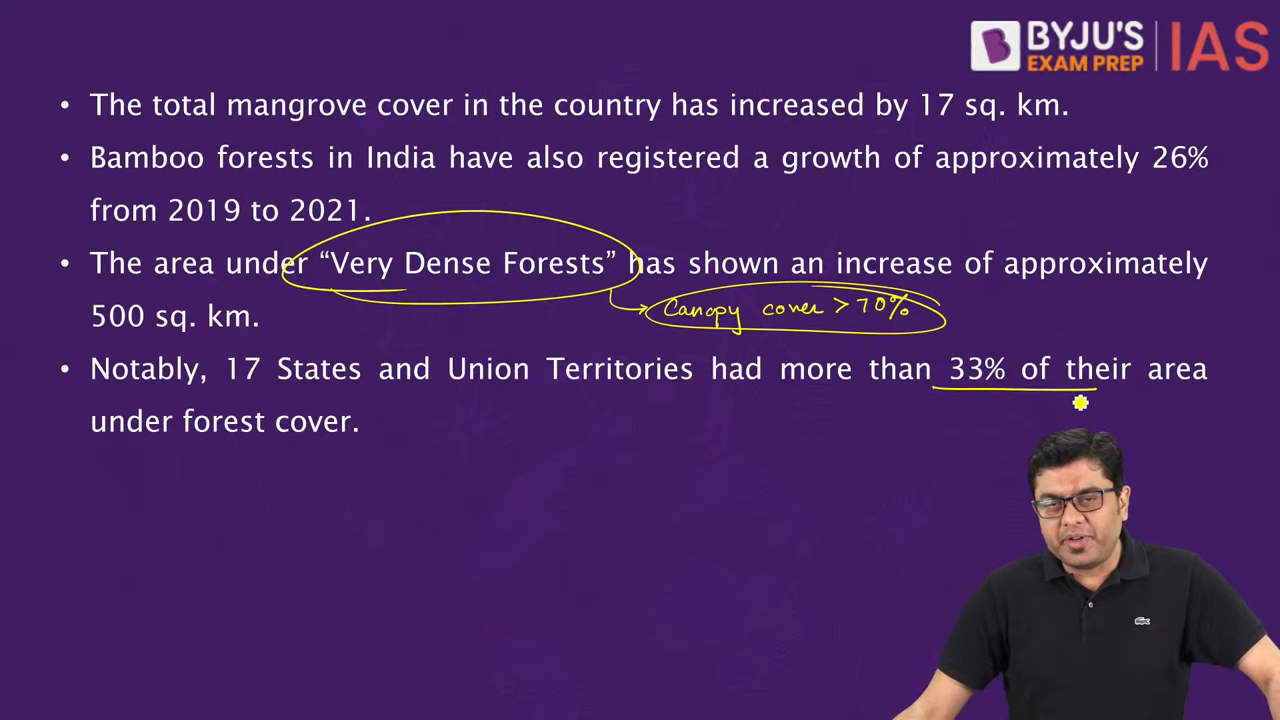 BYJU'S
EXAM PREP
IAS
• The total mangrove cover in the country has increased by 17 sq. km.
• Bamboo forests in India have also registered a growth of approximately 26%
from 2019 to 2021.
• The area under “Very Dense Forests” has shown an increase of approximately
500 sq. km.
Canopy cover > 70%
• Notably, 17 States and Union Territories had more than 33% of their area
under forest cover.